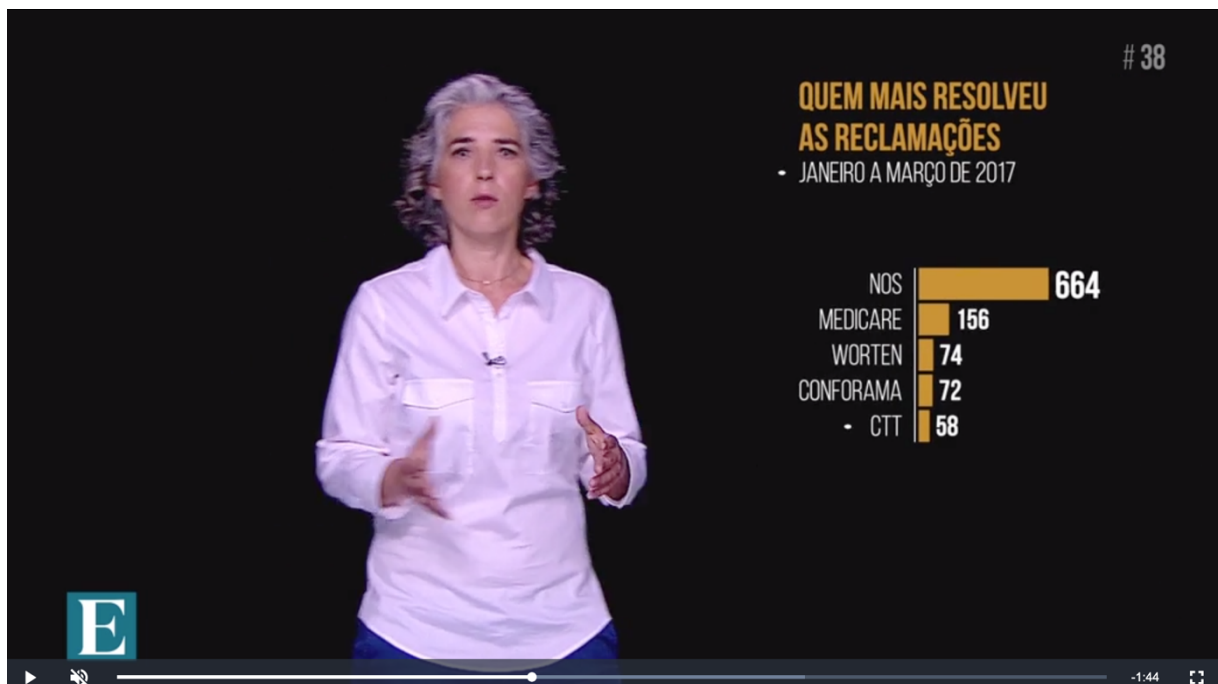 # 38
QUEM MAIS RESOLVEU
AS RECLAMAÇÕES
• JANEIRO A MARÇO DE 2017
NOS 664
MEDICARE 156
WORTEN 74
CONFORAMA 72
• CTT 58
E
-1:44